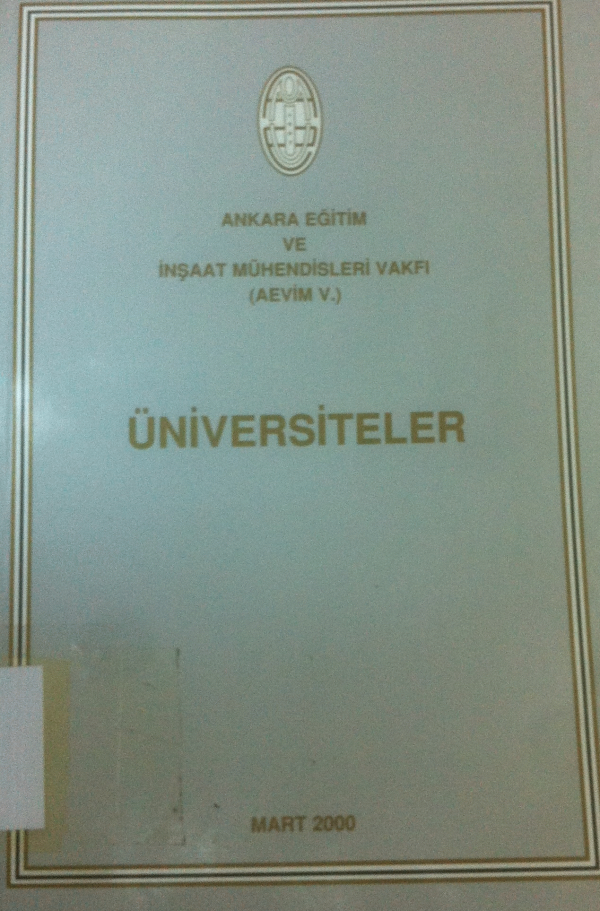 ANKARA EĞİTİM
VE
İNŞAAT MÜHENDİSLERİ VAKFI
(AEVİM V.)
ÜNİVERSİTELER
MART 2000